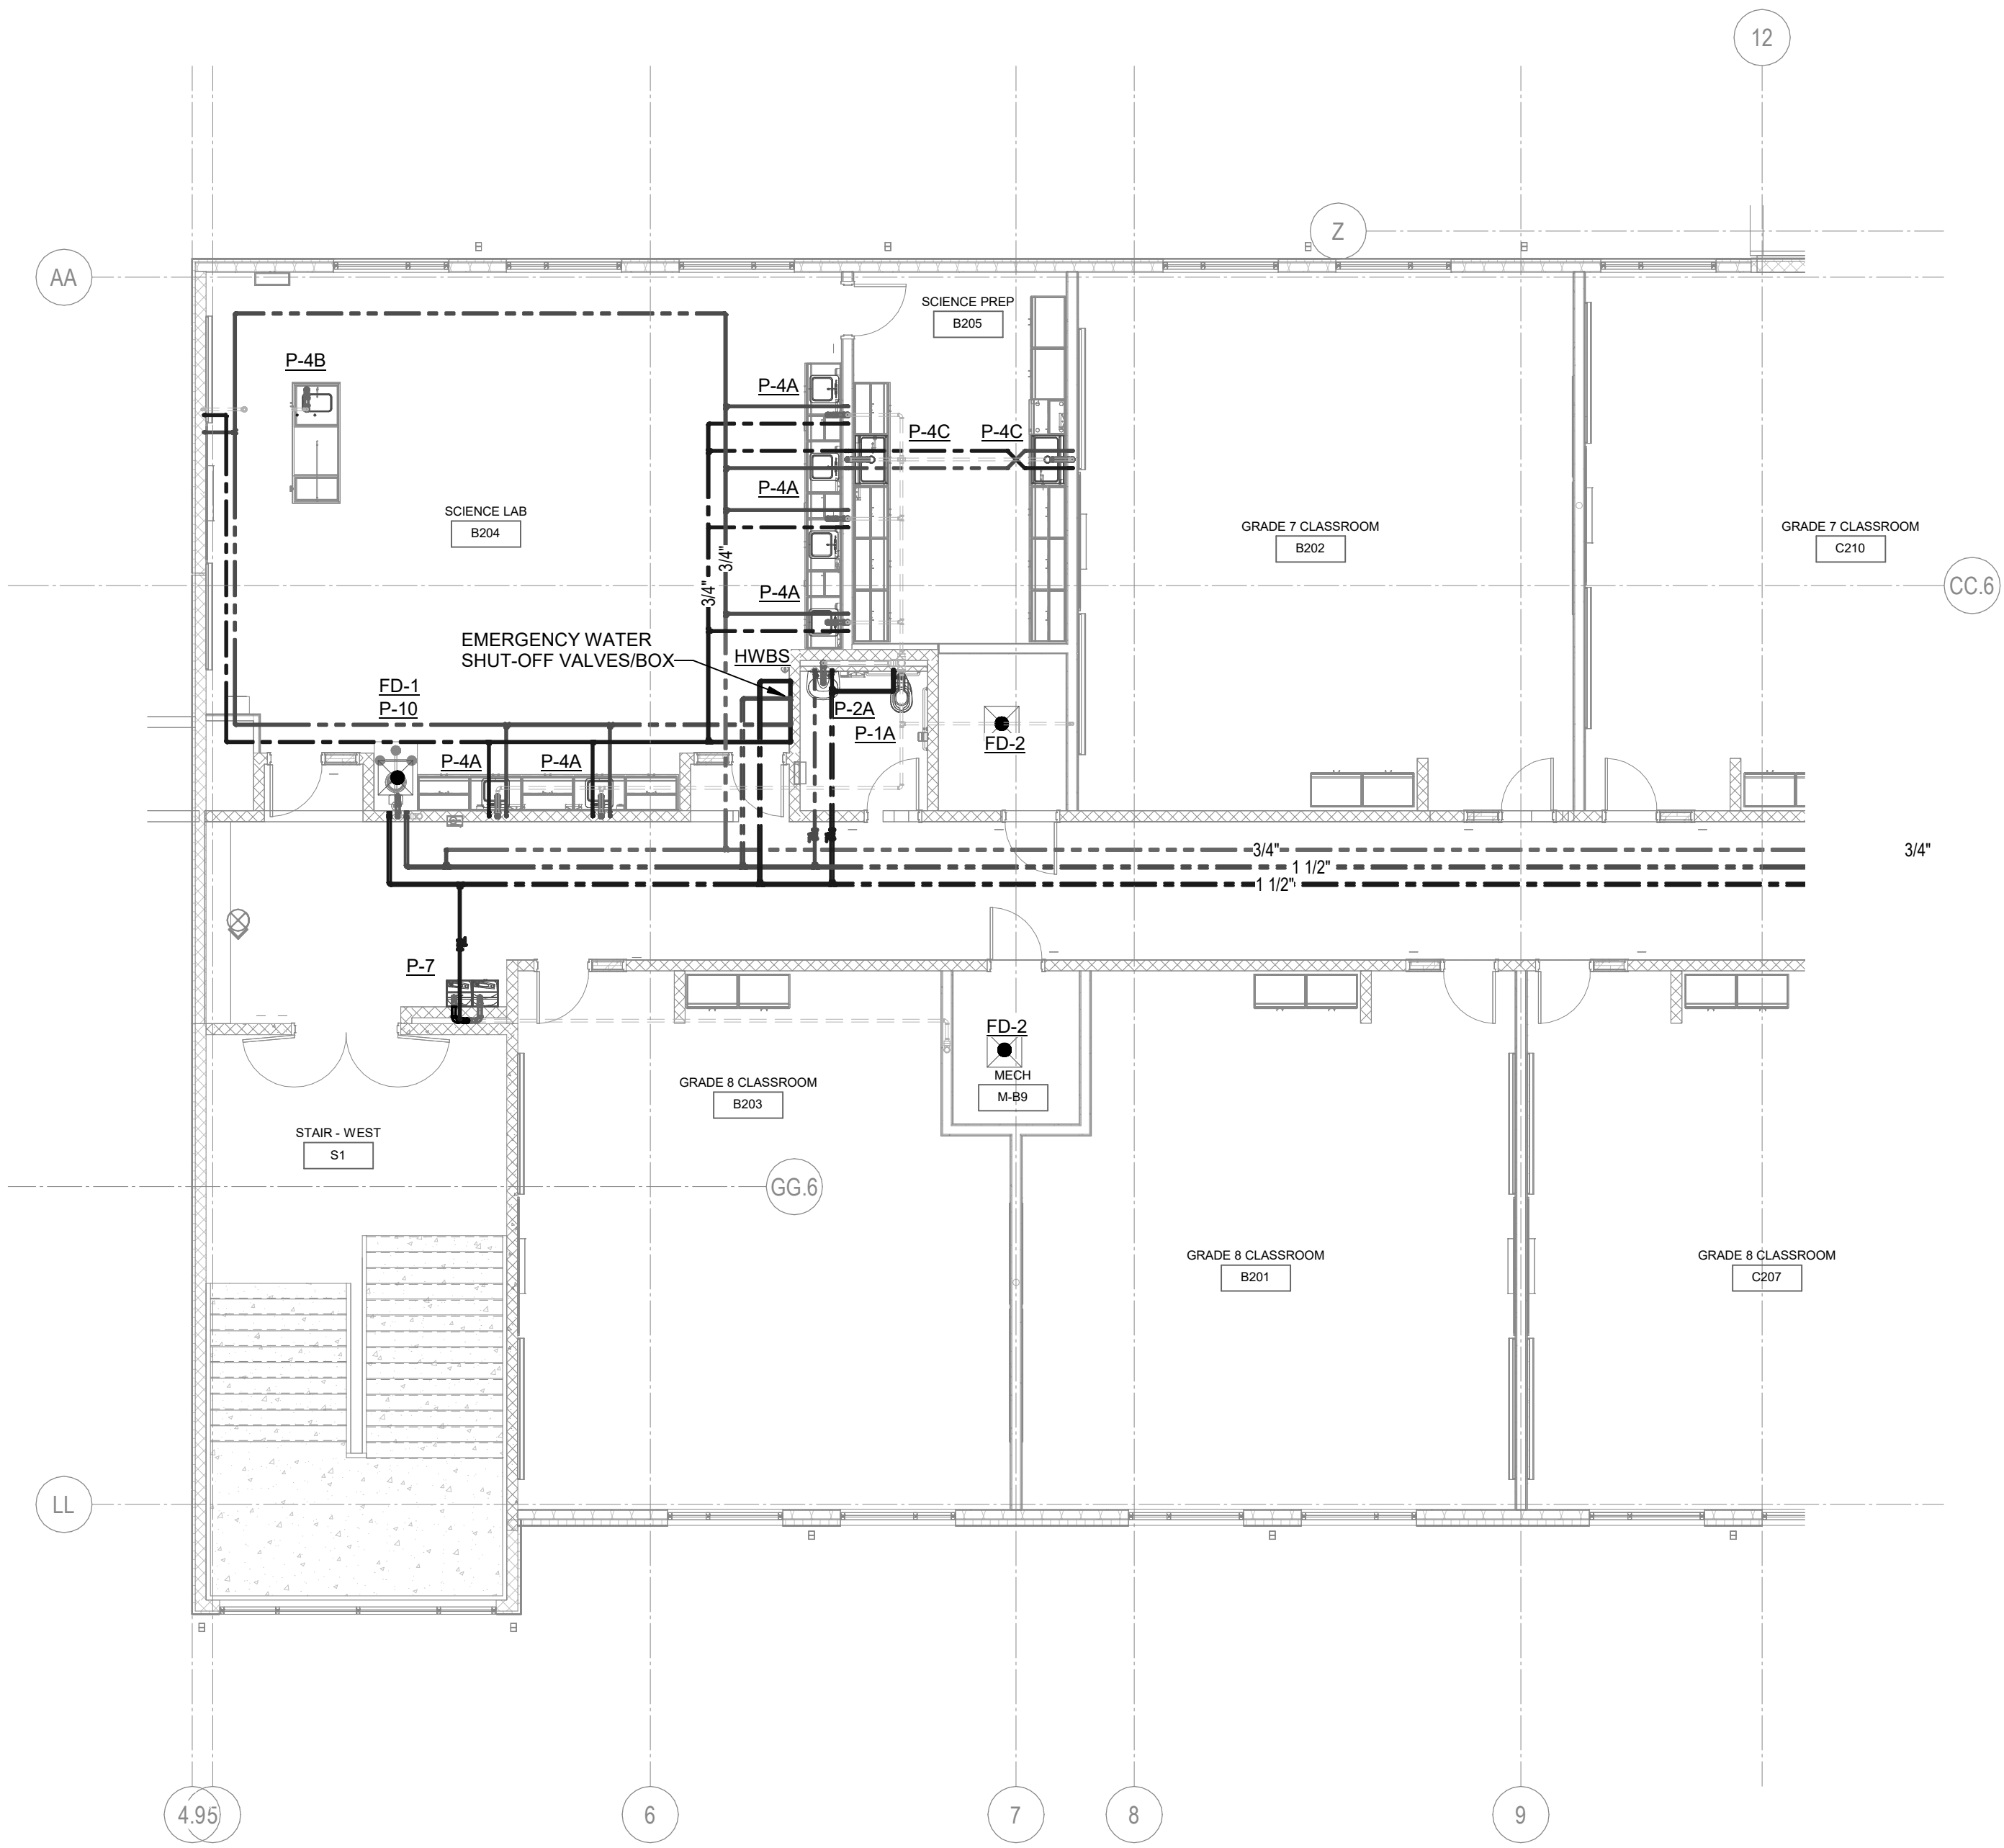 12
Z
AA
SCIENCE PREP
B205
P-4B
P-4A
P-4C
P-4C
P-4A
SCIENCE LAB
B204
GRADE 7 CLASSROOM
B202
GRADE 7 CLASSROOM
C210
3/4"
3/4"
CC.6
P-4A
EMERGENCY WATER
SHUT-OFF VALVES/BOX
HWBS
FD-1
P-10
P-2A
P-1A
FD-2
P-4A
P-4A
3/4"
3/4"
1 1/2"
1 1/2"
P-7
FD-2
MECH
M-B9
GRADE 8 CLASSROOM
B203
STAIR - WEST
S1
GG.6
GRADE 8 CLASSROOM
B201
GRADE 8 CLASSROOM
C207
LL
4.95
6
7
8
9